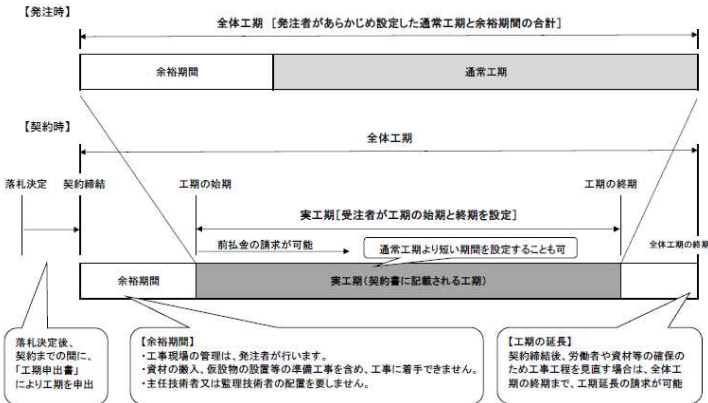 【発注時】
全体工期 [発注者があらかじめ設定した通常工期と余裕期間の合計]
余裕期間
通常工期
【契約時】
全体工期
落札決定
契約締結
工期の始期
工期の終期
実工期[受注者が工期の始期と終期を設定]
前払金の請求が可能
通常工期より短い期間を設定することも可
全体工期の終期
余裕期間
実工期(契約書に記載される工期)
落札決定後、
契約までの間に、
「工期申出書」
により工期を申出
【余裕期間】
・工事現場の管理は、発注者が行います。
・資材の搬入、仮設物の設置等の準備工事を含め、工事に着手できません。
・主任技術者又は監理技術者の配置を要しません。
【工期の延長】
契約締結後、労働者や資材等の確保の
ため工事工程を見直す場合は、全体工
期の終期まで、工期延長の請求が可能